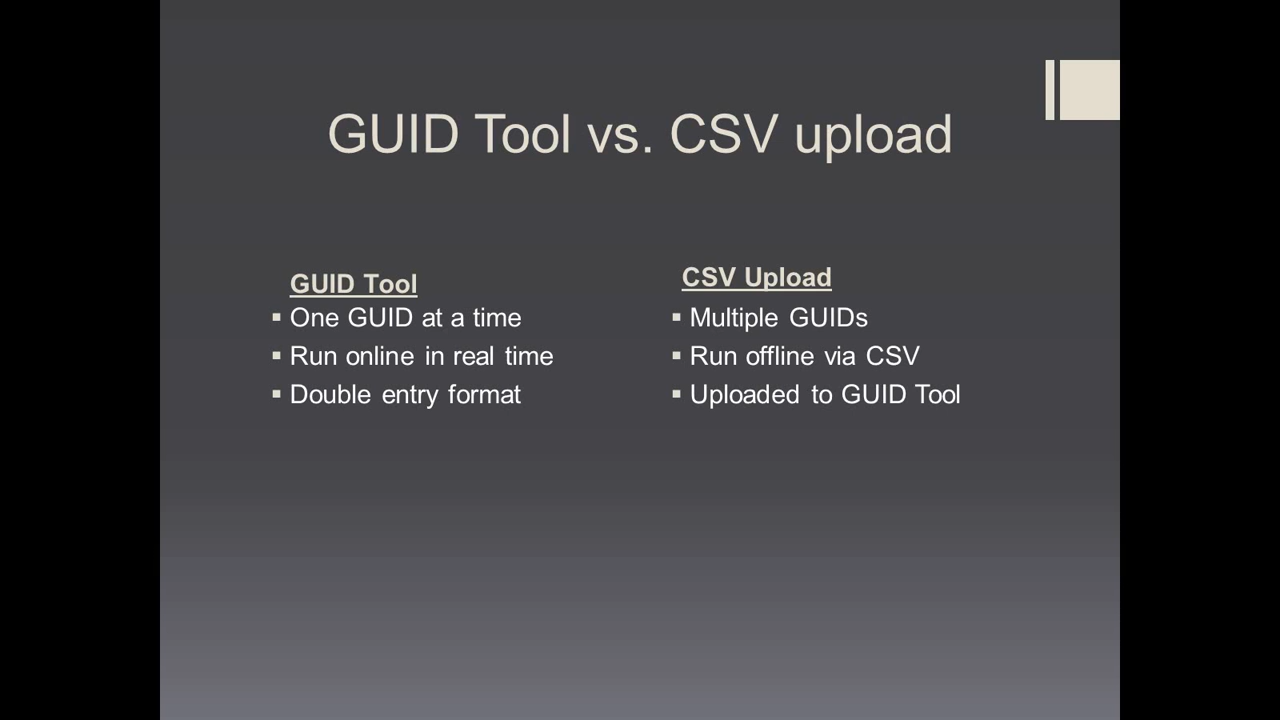 GUID Tool vs. CSV upload
GUID Tool
▪ One GUID at a time
▪ Run online in real time
▪ Double entry format
CSV Upload
▪ Multiple GUIDs
▪ Run offline via CSV
▪ Uploaded to GUID Tool